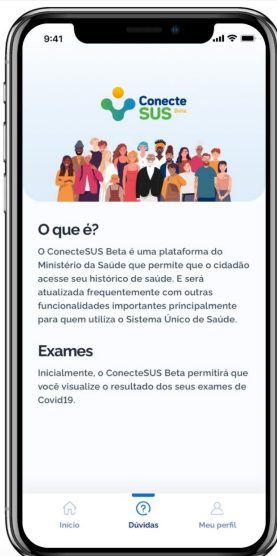 9:41
Conecte
SUS Beta
O que é?
O ConecteSUS Beta é uma plataforma do
Ministério da Saúde que permite que o cidadão
acesse seu histórico de saúde. E será
atualizada frequentemente com outras
funcionalidades importantes principalmente
para quem utiliza o Sistema Único de Saúde.
Exames
Inicialmente, o ConecteSUS Beta permitirá que
você visualize o resultado dos seus exames de
Covid19.
Inicio Dúvidas Meu perfil